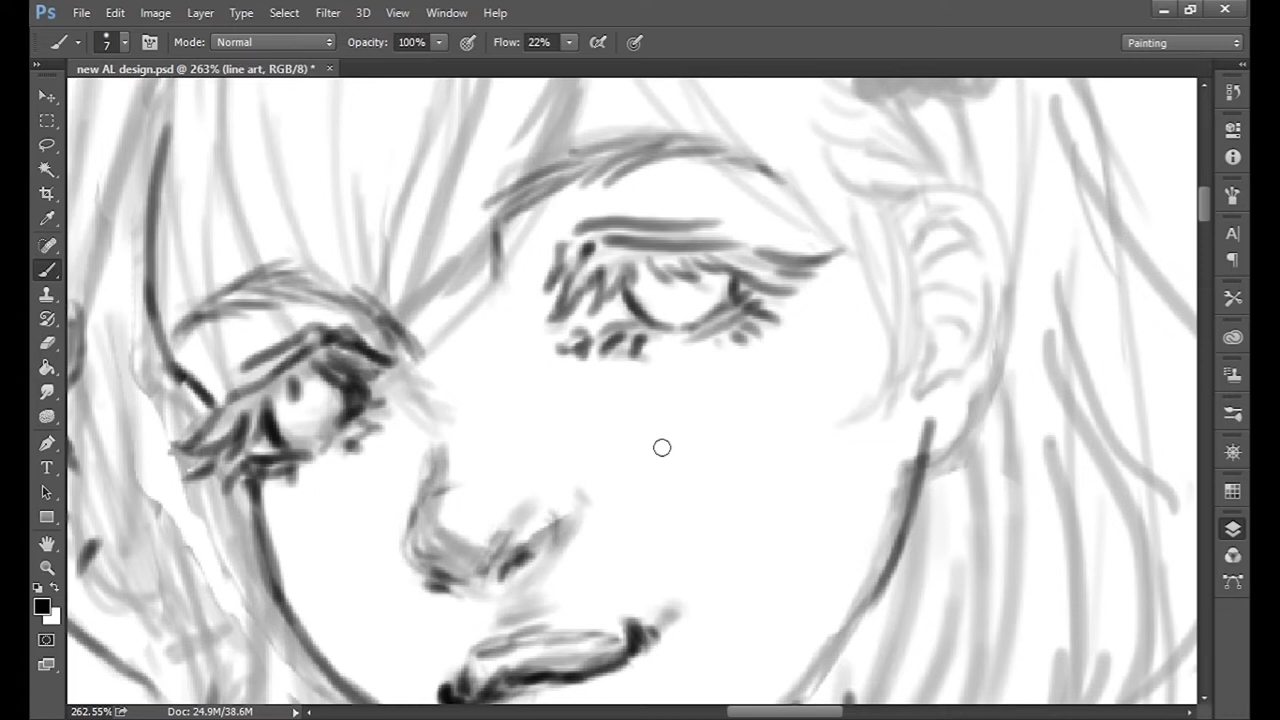 Ps File Edit Image Layer Type Select Filter 3D View Window Help
7 Mode: Normal Opacity: 100% Flow: 22% Painting
new AL design.psd @ 263% (line art, RGB/8) * ×
262.55% Doc: 24.9M/38.6M